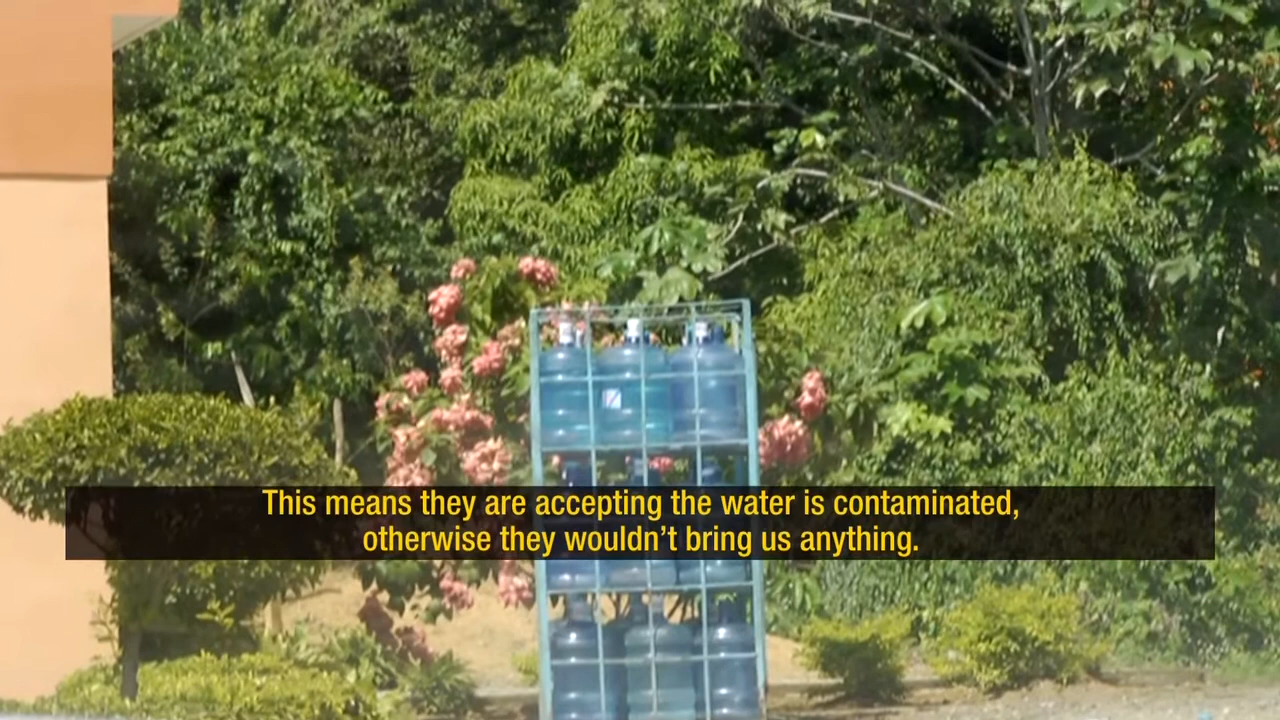 This means they are accepting the water is contaminated,
otherwise they wouldn’t bring us anything.